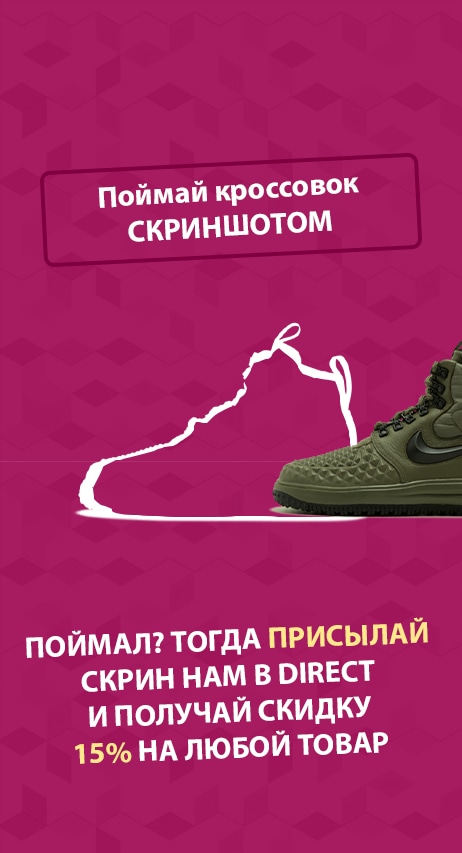 Поймай кроссовок
СКРИНШОТОМ
ПОЙМАЛ? ТОГДА ПРИСЫЛАЙ
СКРИН НАМ В DIRECT
И ПОЛУЧАЙ СКИДКУ
15% НА ЛЮБОЙ ТОВАР